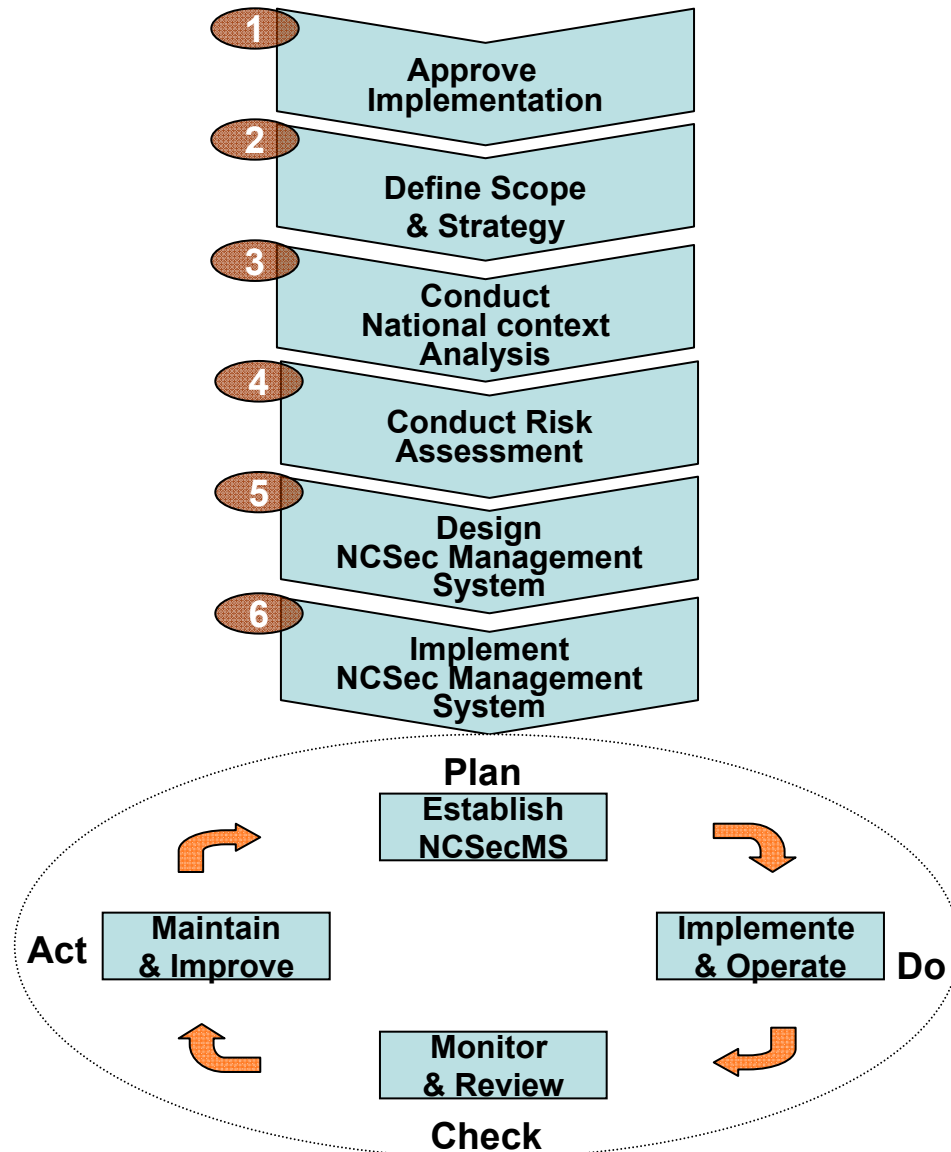 1
Approve
Implementation
2
Define Scope
& Strategy
3
Conduct
National context
Analysis
4
Conduct Risk
Assessment
5
Design
NCSec Management
System
6
Implement
NCSec Management
System
Plan
Establish
NCSecMS
Act
Maintain
& Improve
Implemente
& Operate
Do
Monitor
& Review
Check